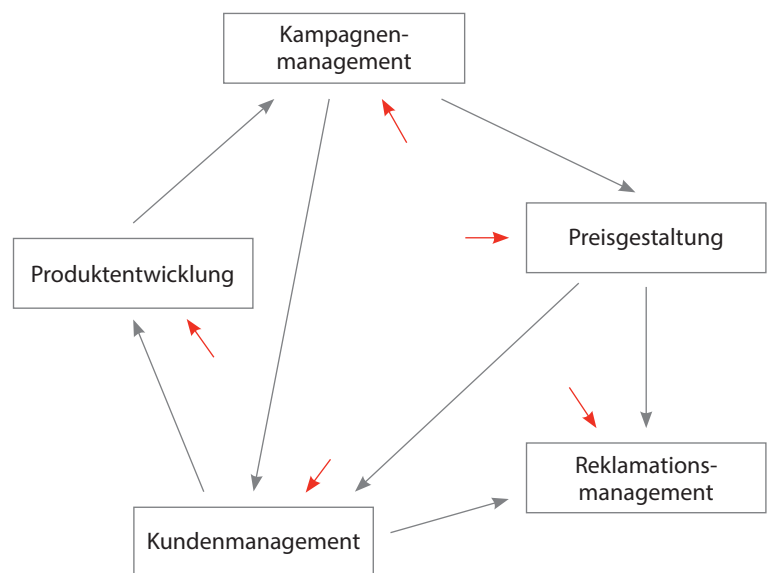 Kampagnen-
management
Preisgestaltung
Produktentwicklung
Reklamations-
management
Kundenmanagement